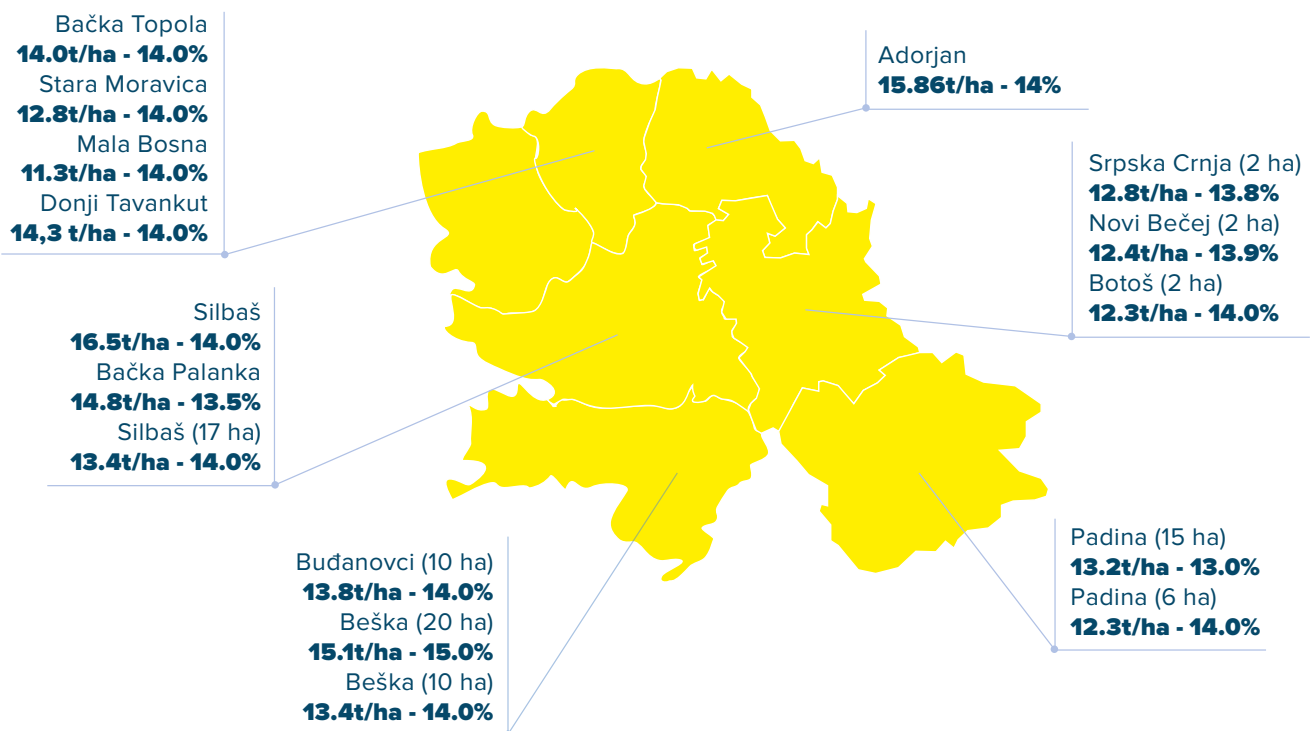 Bačka Topola
14.0t/ha - 14.0%
Stara Moravica
12.8t/ha - 14.0%
Mala Bosna
11.3t/ha - 14.0%
Donji Tavankut
14,3 t/ha - 14.0%
Adorjan
15.86t/ha - 14%
Srpska Crnja (2 ha)
12.8t/ha - 13.8%
Novi Bečej (2 ha)
12.4t/ha - 13.9%
Botoš (2 ha)
12.3t/ha - 14.0%
Silbaš
16.5t/ha - 14.0%
Bačka Palanka
14.8t/ha - 13.5%
Silbaš (17 ha)
13.4t/ha - 14.0%
Buđanovci (10 ha)
13.8t/ha - 14.0%
Beška (20 ha)
15.1t/ha - 15.0%
Beška (10 ha)
13.4t/ha - 14.0%
Padina (15 ha)
13.2t/ha - 13.0%
Padina (6 ha)
12.3t/ha - 14.0%